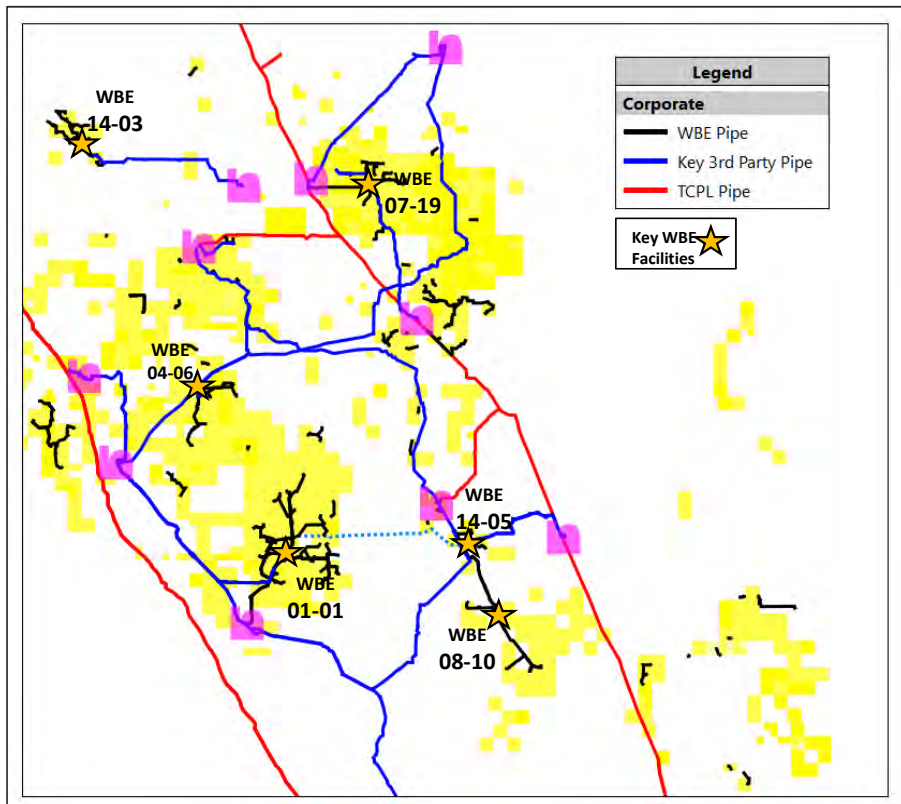 WBE
14-03
WBE
07-19
WBE
04-06
WBE
14-05
WBE
01-01
WBE
08-10
Legend
Corporate
WBE Pipe
Key 3rd Party Pipe
TCPL Pipe
Key WBE
Facilities